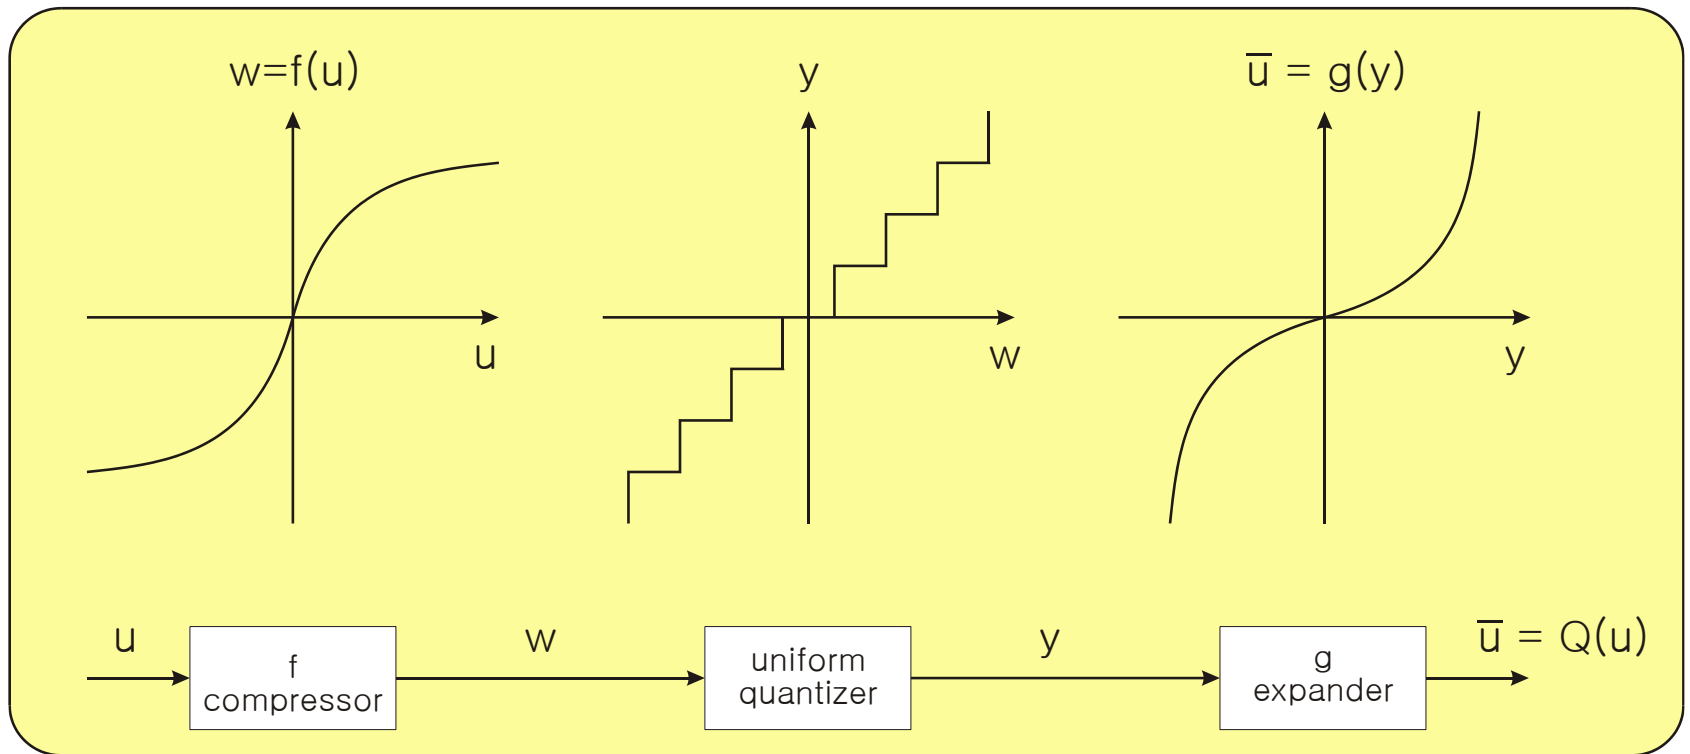 w=f(u)
y
u̅ = g(y)
u
w
y
u
w
y
u̅ = Q(u)
f
compressor
uniform
quantizer
g
expander